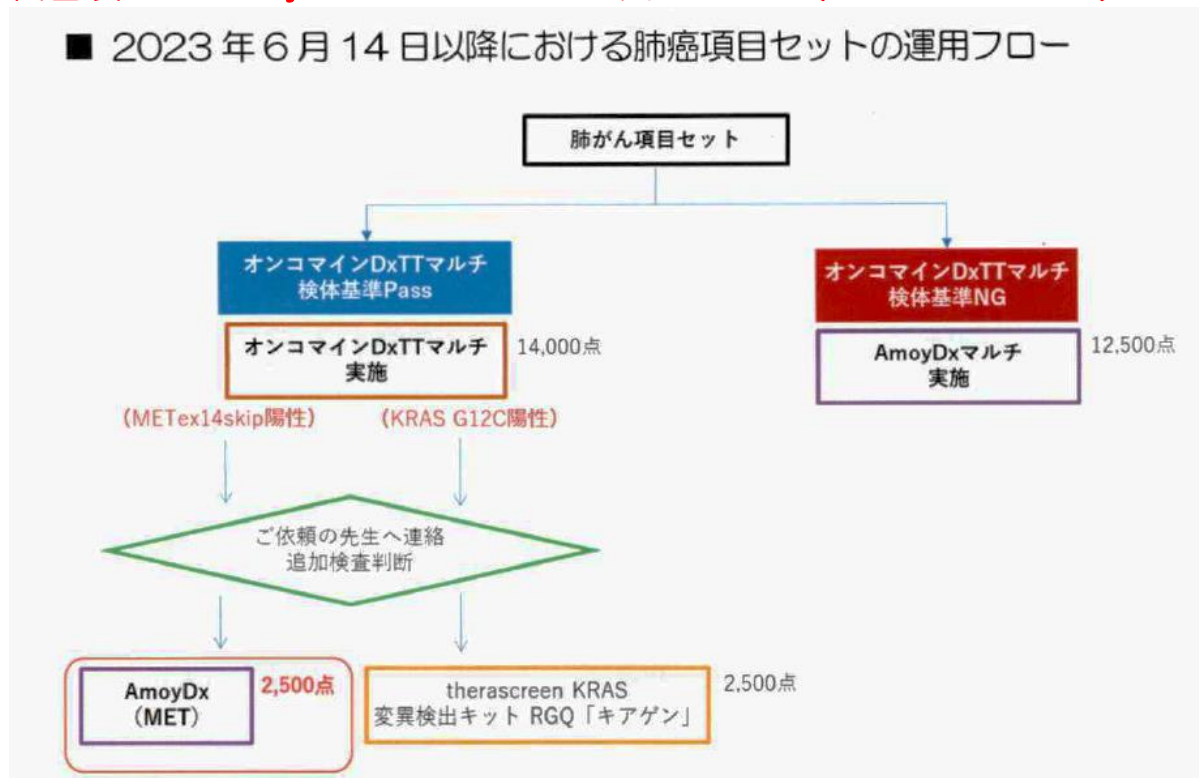 ■ 2023年6月14日以降における肺癌項目セットの運用フロー
肺がん項目セット
オンコマインDxTTマルチ
検体基準Pass
オンコマインDxTTマルチ
検体基準NG
オンコマインDxTTマルチ
実施
14,000点
AmoyDxマルチ
実施
12,500点
(METex14skip陽性)
(KRAS G12C陽性)
ご依頼の先生へ連絡
追加検査判断
AmoyDx
(MET)
2,500点
therascreen KRAS
変異検出キット RGQ「キアゲン」
2,500点